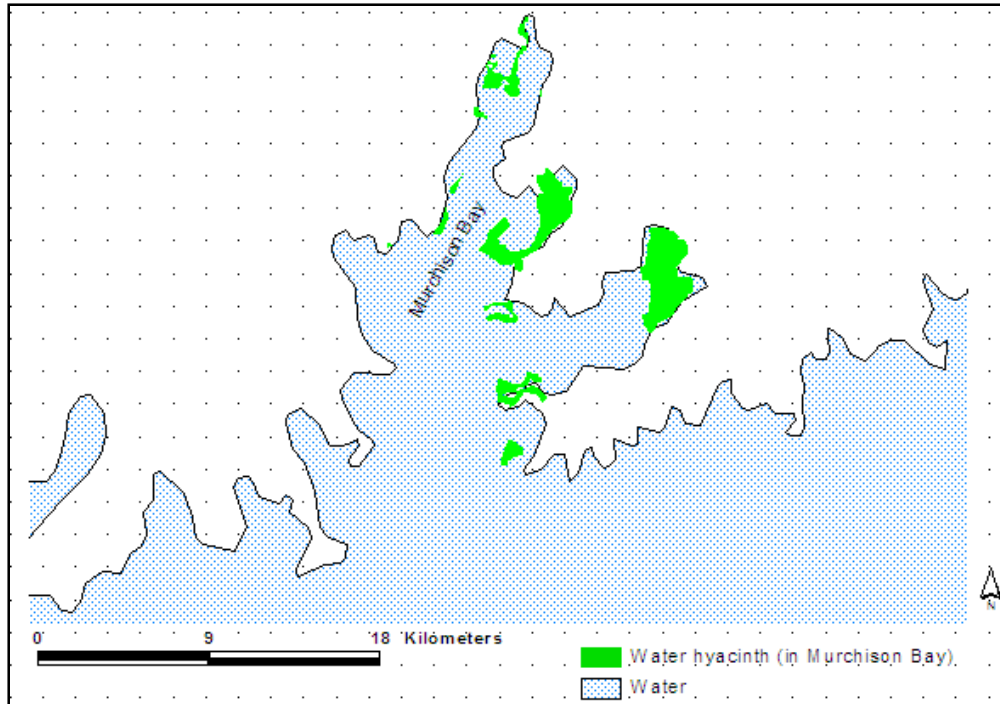 Murchison Bay
0 9 18 Kilometers
Water hyacinth (in Murchison Bay)
Water
N